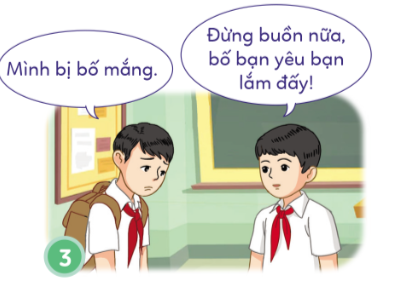 Mình bị bố mắng.
Đừng buồn nữa,
bố bạn yêu bạn
lắm đấy!
3